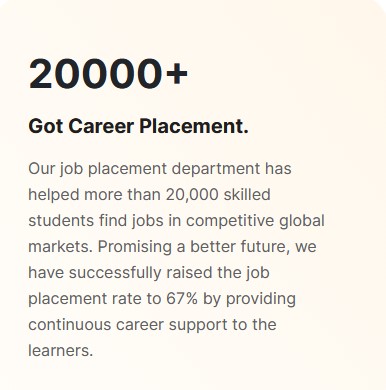 20000+
Got Career Placement.
Our job placement department has
helped more than 20,000 skilled
students find jobs in competitive global
markets. Promising a better future, we
have successfully raised the job
placement rate to 67% by providing
continuous career support to the
learners.